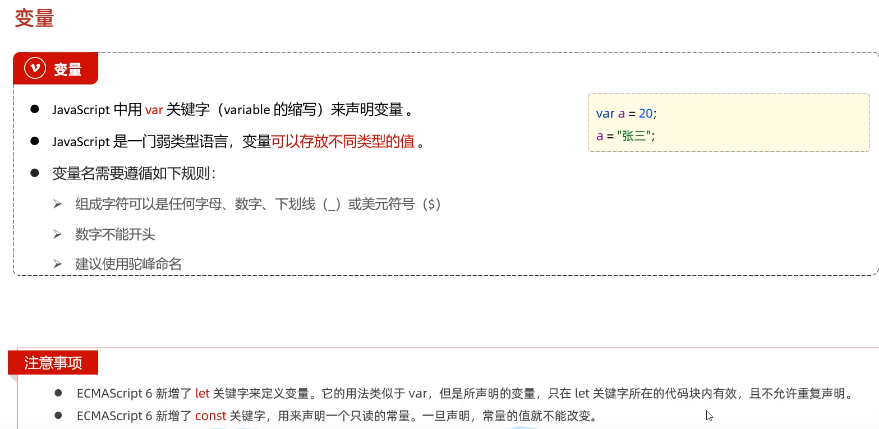 变量
变量
JavaScript 中用 var 关键字（variable 的缩写）来声明变量 。
JavaScript 是一门弱类型语言，变量可以存放不同类型的值 。
变量名需要遵循如下规则：
组成字符可以是任何字母、数字、下划线（_）或美元符号（$）
数字不能开头
建议使用驼峰命名
var a = 20;
a = "张三";
注意事项
ECMAScript 6 新增了 let 关键字来定义变量。它的用法类似于 var，但是所声明的变量，只在 let 关键字所在的代码块内有效，且不允许重复声明。
ECMAScript 6 新增了 const 关键字，用来声明一个只读的常量。一旦声明，常量的值就不能改变。